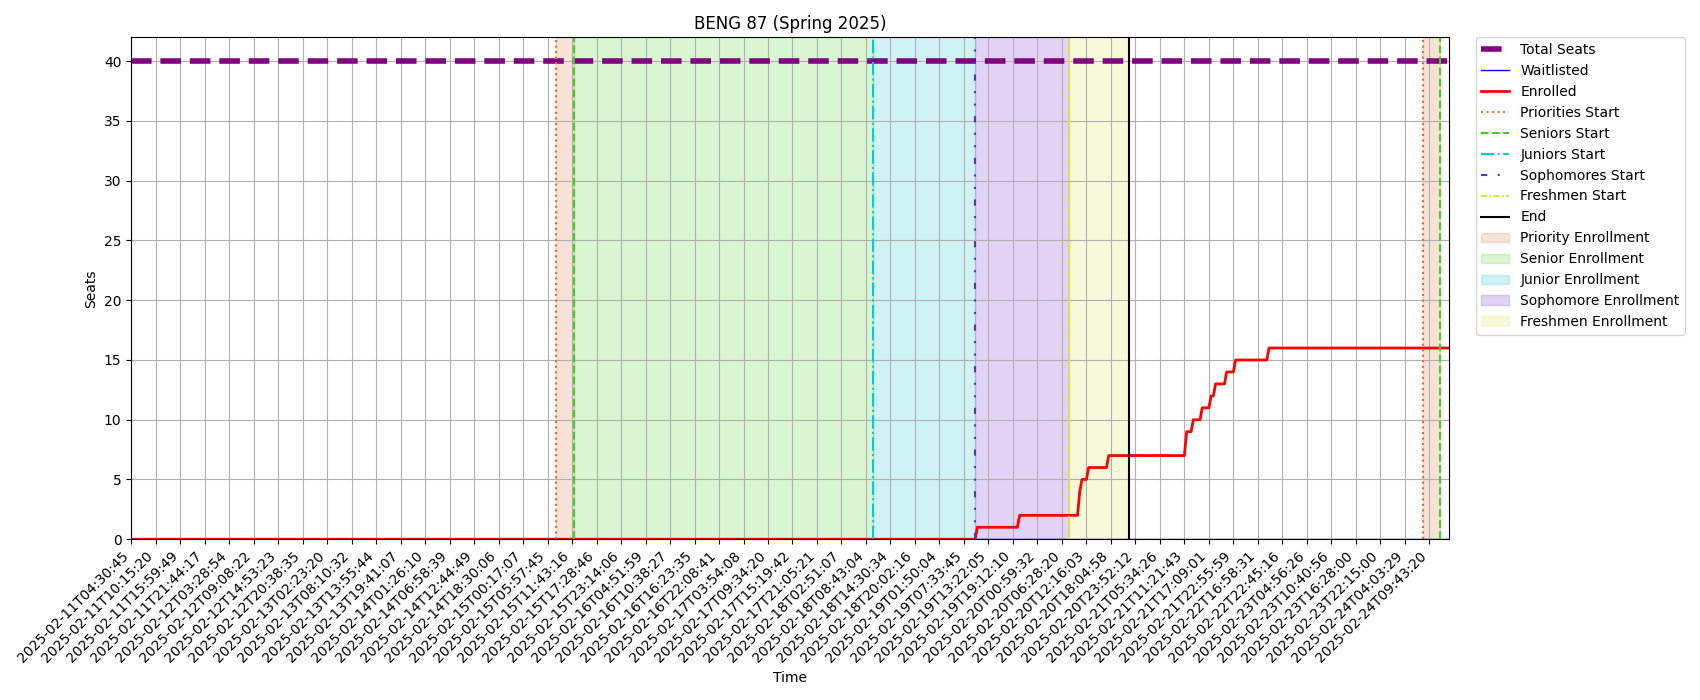 BENG 87 (Spring 2025)
Seats
40
35
30
25
20
15
10
5
0
2025-02-11T04:30:45
2025-02-11T10:15:20
2025-02-11T15:59:49
2025-02-11T21:44:17
2025-02-12T03:28:54
2025-02-12T09:08:22
2025-02-12T14:53:23
2025-02-12T20:38:35
2025-02-13T02:23:20
2025-02-13T08:10:32
2025-02-13T13:55:44
2025-02-13T19:41:07
2025-02-14T01:26:10
2025-02-14T06:58:39
2025-02-14T12:44:49
2025-02-14T18:30:06
2025-02-15T00:17:07
2025-02-15T05:57:45
2025-02-15T11:43:16
2025-02-15T17:28:46
2025-02-15T23:14:06
2025-02-16T04:51:59
2025-02-16T10:38:27
2025-02-16T16:23:35
2025-02-16T22:08:41
2025-02-17T03:54:08
2025-02-17T09:34:20
2025-02-17T15:19:42
2025-02-17T21:05:21
2025-02-18T02:51:07
2025-02-18T08:43:04
2025-02-18T14:30:34
2025-02-18T20:02:16
2025-02-19T01:50:04
2025-02-19T07:33:45
2025-02-19T13:22:05
2025-02-19T19:12:10
2025-02-20T00:59:32
2025-02-20T06:28:20
2025-02-20T12:16:03
2025-02-20T18:04:58
2025-02-20T23:52:12
2025-02-21T05:34:26
2025-02-21T11:21:43
2025-02-21T17:09:01
2025-02-21T22:55:59
2025-02-22T16:58:31
2025-02-22T22:45:16
2025-02-23T04:56:26
2025-02-23T10:40:56
2025-02-23T16:28:00
2025-02-23T22:15:00
2025-02-24T04:03:29
2025-02-24T09:43:20
Time
Total Seats
Waitlisted
Enrolled
Priorities Start
Seniors Start
Juniors Start
Sophomores Start
Freshmen Start
End
Priority Enrollment
Senior Enrollment
Junior Enrollment
Sophomore Enrollment
Freshmen Enrollment